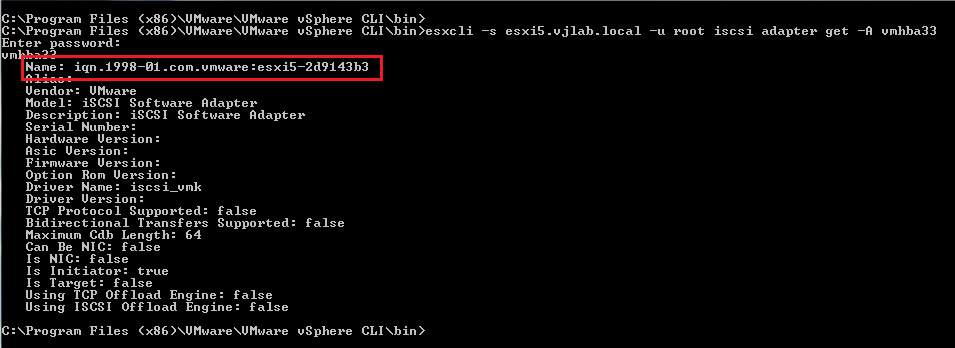 C:\Program Files (x86)\VMware\VMware vSphere CLI\bin>
C:\Program Files (x86)\VMware\VMware vSphere CLI\bin>esxcli -s esxi5.vjlab.local -u root iscsi adapter get -A vmhba33
Enter password:
vmhba33
Name: iqn.1998-01.com.vmware:esxi5-2d9143b3
Alias:
Vendor: VMware
Model: iSCSI Software Adapter
Description: iSCSI Software Adapter
Serial Number:
Hardware Version:
Asic Version:
Firmware Version:
Option Rom Version:
Driver Name: iscsi_vmk
Driver Version:
TCP Protocol Supported: false
Bidirectional Transfers Supported: false
Maximum Cdb Length: 64
Can Be NIC: false
Is NIC: false
Is Initiator: true
Is Target: false
Using TCP Offload Engine: false
Using ISCSI Offload Engine: false
C:\Program Files (x86)\VMware\VMware vSphere CLI\bin>